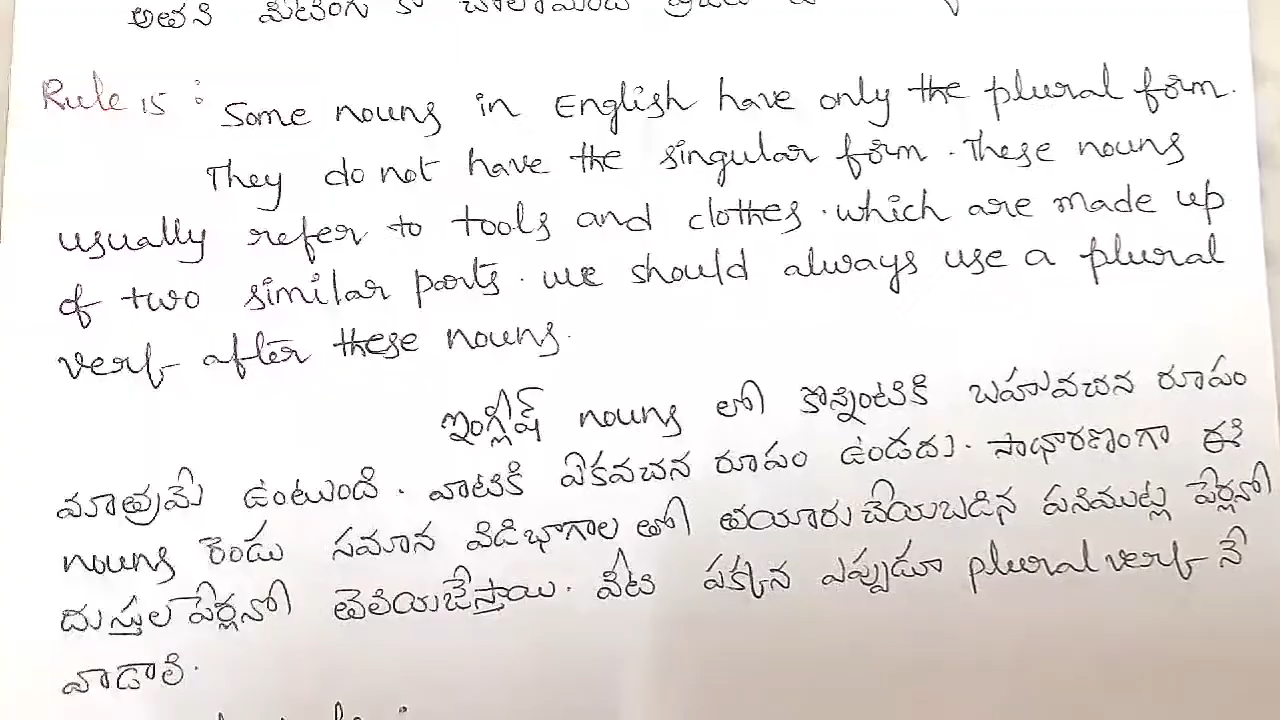 అతని మీటింగు కి చాలామంది
Rule 15 : Some nouns in English have only the plural form.
They do not have the singular form. These nouns
usually refer to tools and clothes. which are made up
of two similar parts. we should always use a plural
verb after these nouns.
ఇంగ్లీష్ nouns లో కొన్నింటికి బహువచన రూపం
మాత్రమే ఉంటుంది. వాటికి ఏకవచన రూపం ఉండదు. సాధారణంగా ఈ
nouns రెండు సమాన విడిభాగాల తో తయారుచేయబడిన పనిముట్ల పేర్లనో
దుస్తుల పేర్లనో తెలియజేస్తాయి. వీటి పక్కన ఎప్పుడూ plural verb నే
వాడాలి.